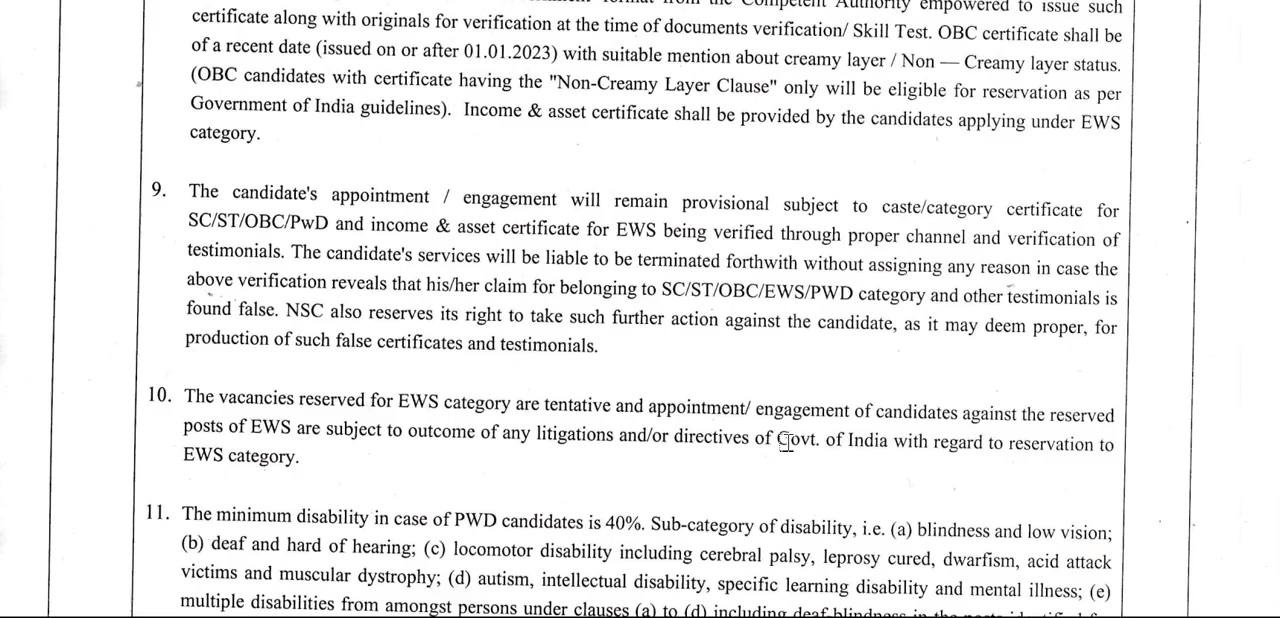 certificate along with originals for verification at the time of documents verification/ Skill Test. OBC certificate shall be
of a recent date (issued on or after 01.01.2023) with suitable mention about creamy layer / Non — Creamy layer status.
(OBC candidates with certificate having the "Non-Creamy Layer Clause" only will be eligible for reservation as per
Government of India guidelines). Income & asset certificate shall be provided by the candidates applying under EWS
category.
9. The candidate's appointment / engagement will remain provisional subject to caste/category certificate for
SC/ST/OBC/PwD and income & asset certificate for EWS being verified through proper channel and verification of
testimonials. The candidate's services will be liable to be terminated forthwith without assigning any reason in case the
above verification reveals that his/her claim for belonging to SC/ST/OBC/EWS/PWD category and other testimonials is
found false. NSC also reserves its right to take such further action against the candidate, as it may deem proper, for
production of such false certificates and testimonials.
10. The vacancies reserved for EWS category are tentative and appointment/ engagement of candidates against the reserved
posts of EWS are subject to outcome of any litigations and/or directives of Govt. of India with regard to reservation to
EWS category.
11. The minimum disability in case of PWD candidates is 40%. Sub-category of disability, i.e. (a) blindness and low vision;
(b) deaf and hard of hearing; (c) locomotor disability including cerebral palsy, leprosy cured, dwarfism, acid attack
victims and muscular dystrophy; (d) autism, intellectual disability, specific learning disability and mental illness; (e)
multiple disabilities from amongst persons under clauses (a) to (d) including deaf-blindness in the